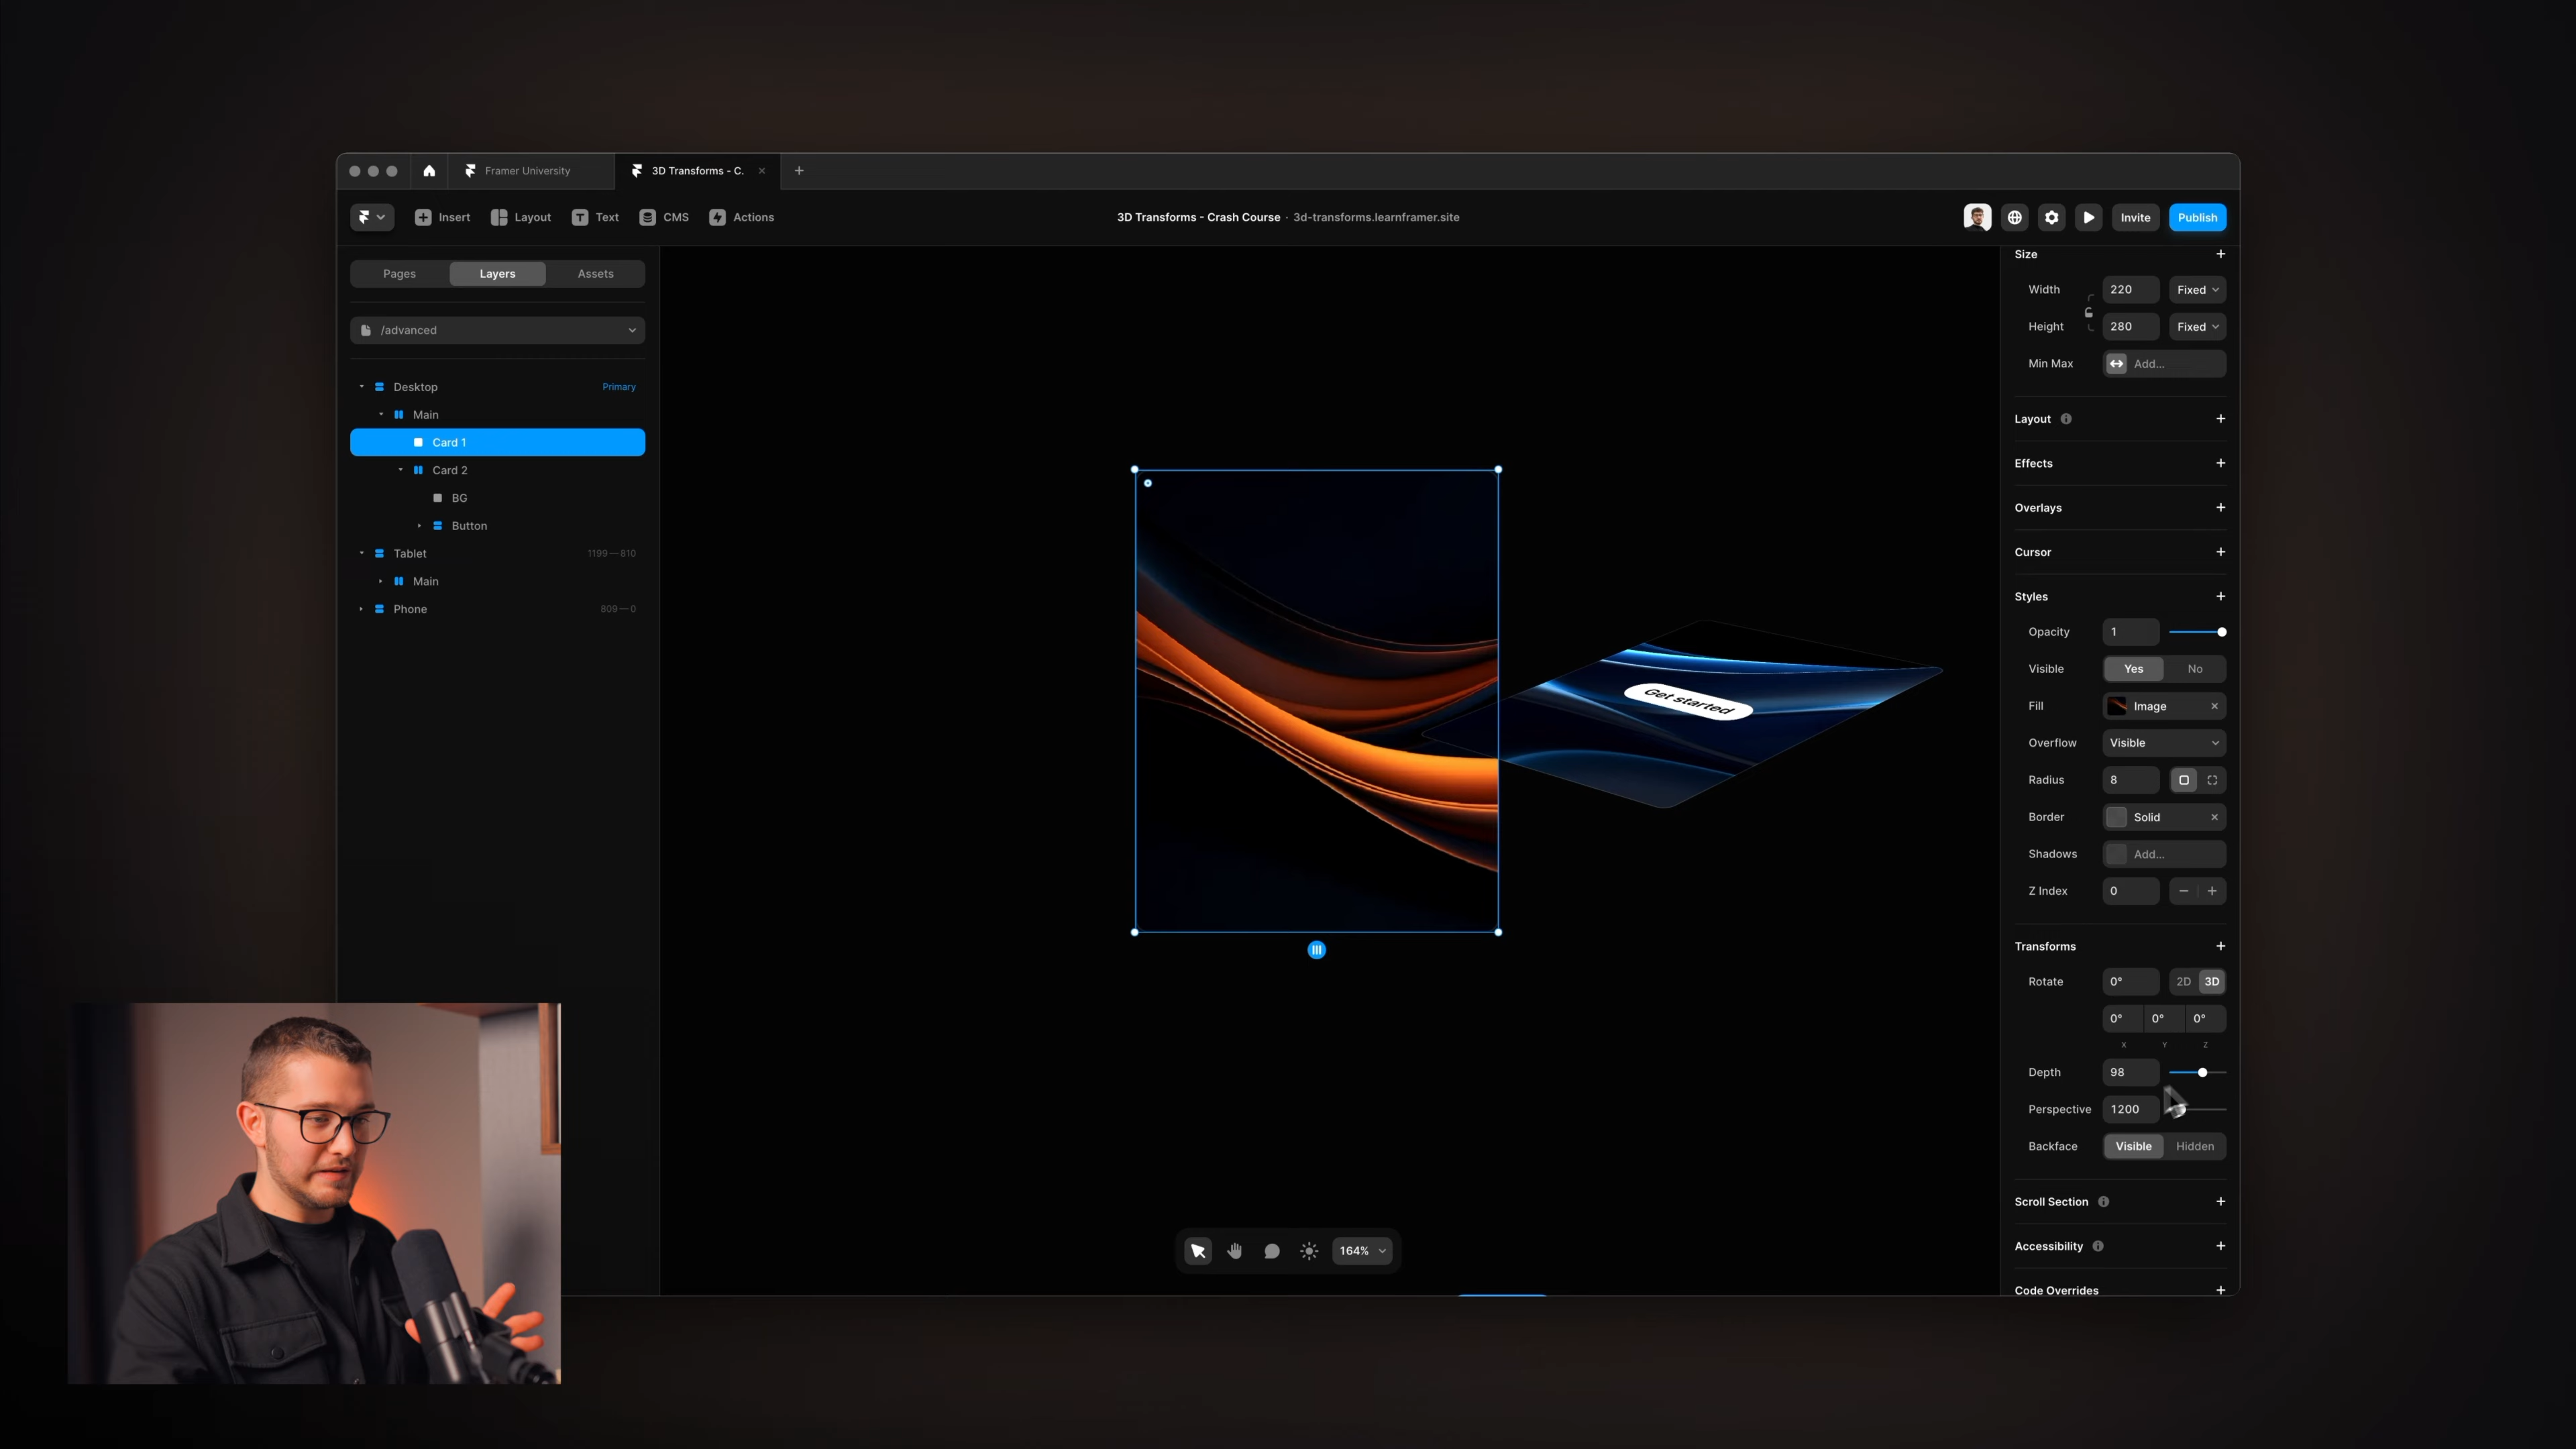 Framer University
3D Transforms - C.
Insert
Layout
Text
CMS
Actions
3D Transforms - Crash Course · 3d-transforms.learnframer.site
Invite
Publish
Pages
Layers
Assets
/advanced
Desktop
Primary
Main
Card 1
Card 2
BG
Button
Tablet
1199—810
Main
Phone
809—0
Get started
164%
Size
Width
220
Fixed
Height
280
Fixed
Min Max
Add...
Layout
Effects
Overlays
Cursor
Styles
Opacity
1
Visible
Yes
No
Fill
Image
Overflow
Visible
Radius
8
Border
Solid
Shadows
Add...
Z Index
0
Transforms
Rotate
0°
2D
3D
0°
0°
0°
X
Y
Z
Depth
98
Perspective
1200
Backface
Visible
Hidden
Scroll Section
Accessibility
Code Overrides